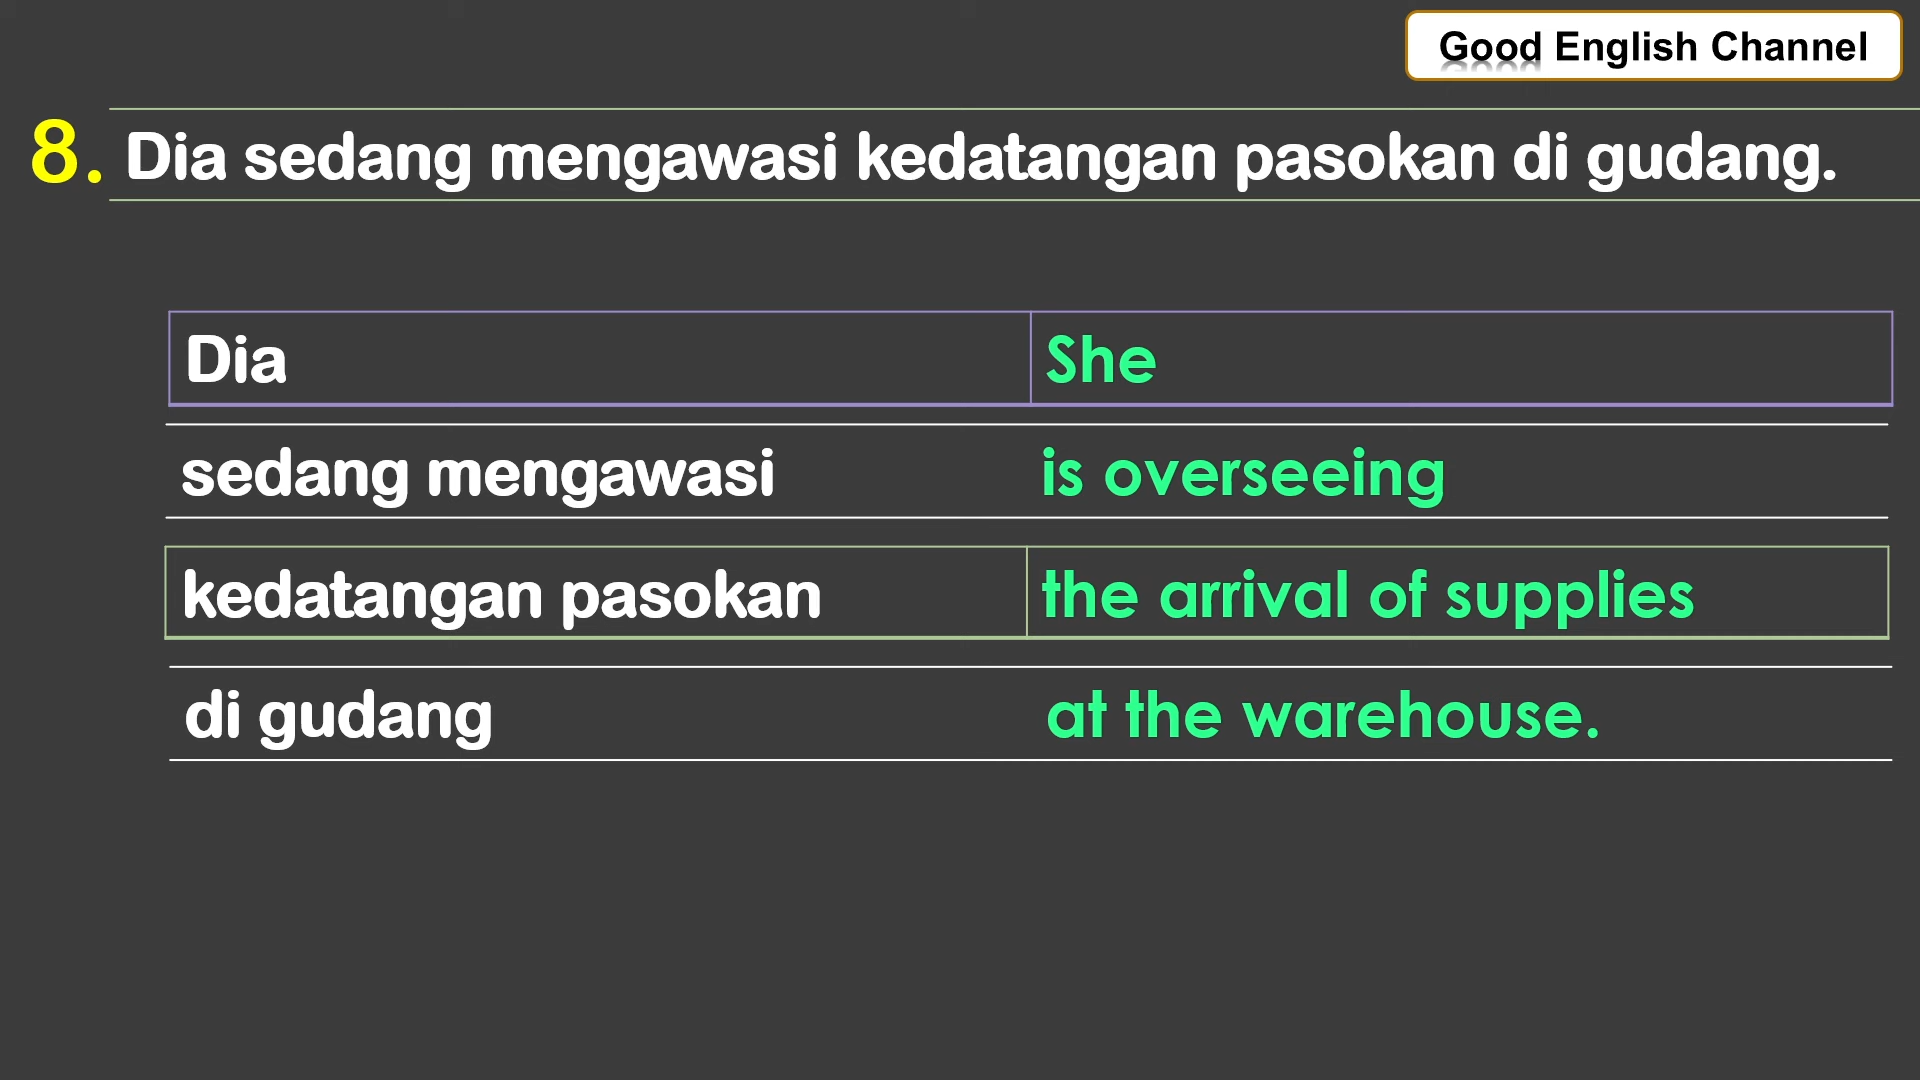 Good English Channel
8. Dia sedang mengawasi kedatangan pasokan di gudang.
Dia She
sedang mengawasi is overseeing
kedatangan pasokan the arrival of supplies
di gudang at the warehouse.